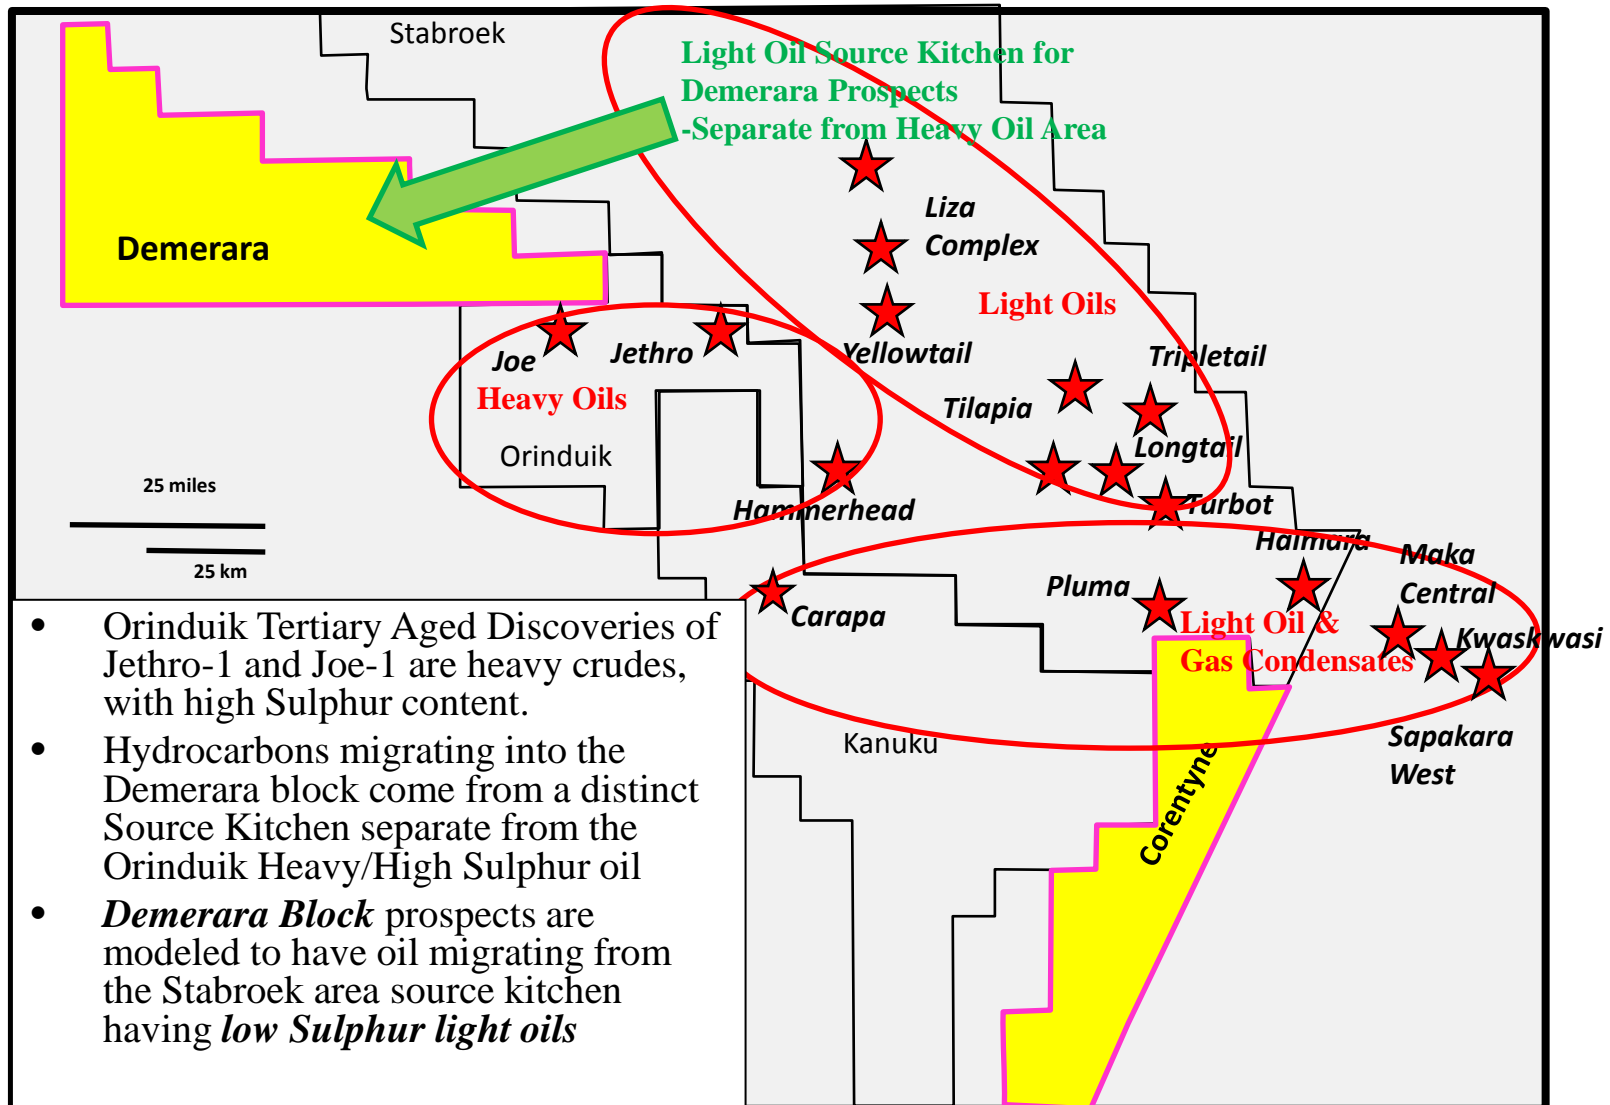 Stabroek
Light Oil Source Kitchen for
Demerara Prospects
-Separate from Heavy Oil Area
Demerara
Liza
Complex
Light Oils
Yellowtail
Tripletail
Joe
Jethro
Heavy Oils
Tilapia
Longtail
Orinduik
25 miles
25 km
Hammerhead
Turbot
Haimara
Maka
Central
Pluma
Carapa
Light Oil &
Gas Condensates
Kwaskwasi
Sapakara
West
Kanuku
Corentyne
• Orinduik Tertiary Aged Discoveries of
Jethro-1 and Joe-1 are heavy crudes,
with high Sulphur content.
• Hydrocarbons migrating into the
Demerara block come from a distinct
Source Kitchen separate from the
Orinduik Heavy/High Sulphur oil
• Demerara Block prospects are
modeled to have oil migrating from
the Stabroek area source kitchen
having low Sulphur light oils